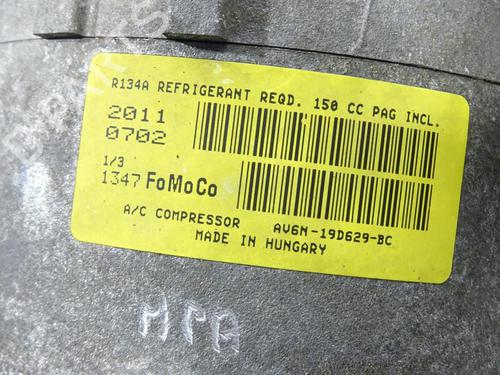 R134A REFRIGERANT REQD. 150 CC PAG INCL.
2011
0702
1/3
1347 FoMoCo
A/C COMPRESSOR AV6N-19D629-BC
MADE IN HUNGARY